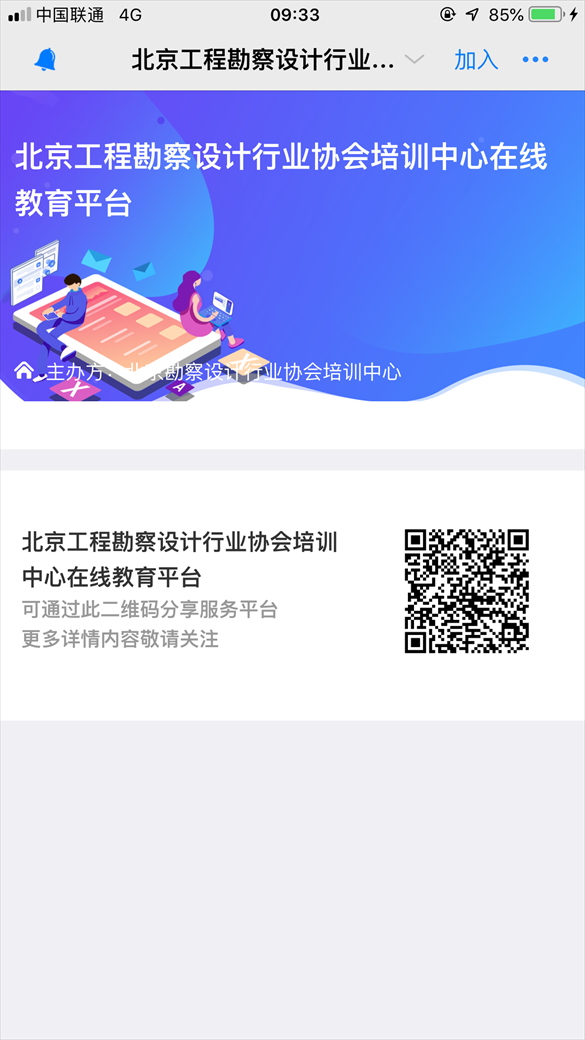 中国联通 4G 09:33 85%
北京工程勘察设计行业... 加入
北京工程勘察设计行业协会培训中心在线
教育平台
主办方：北京勘察设计行业协会培训中心
X
A
北京工程勘察设计行业协会培训
中心在线教育平台
可通过此二维码分享服务平台
更多详情内容敬请关注